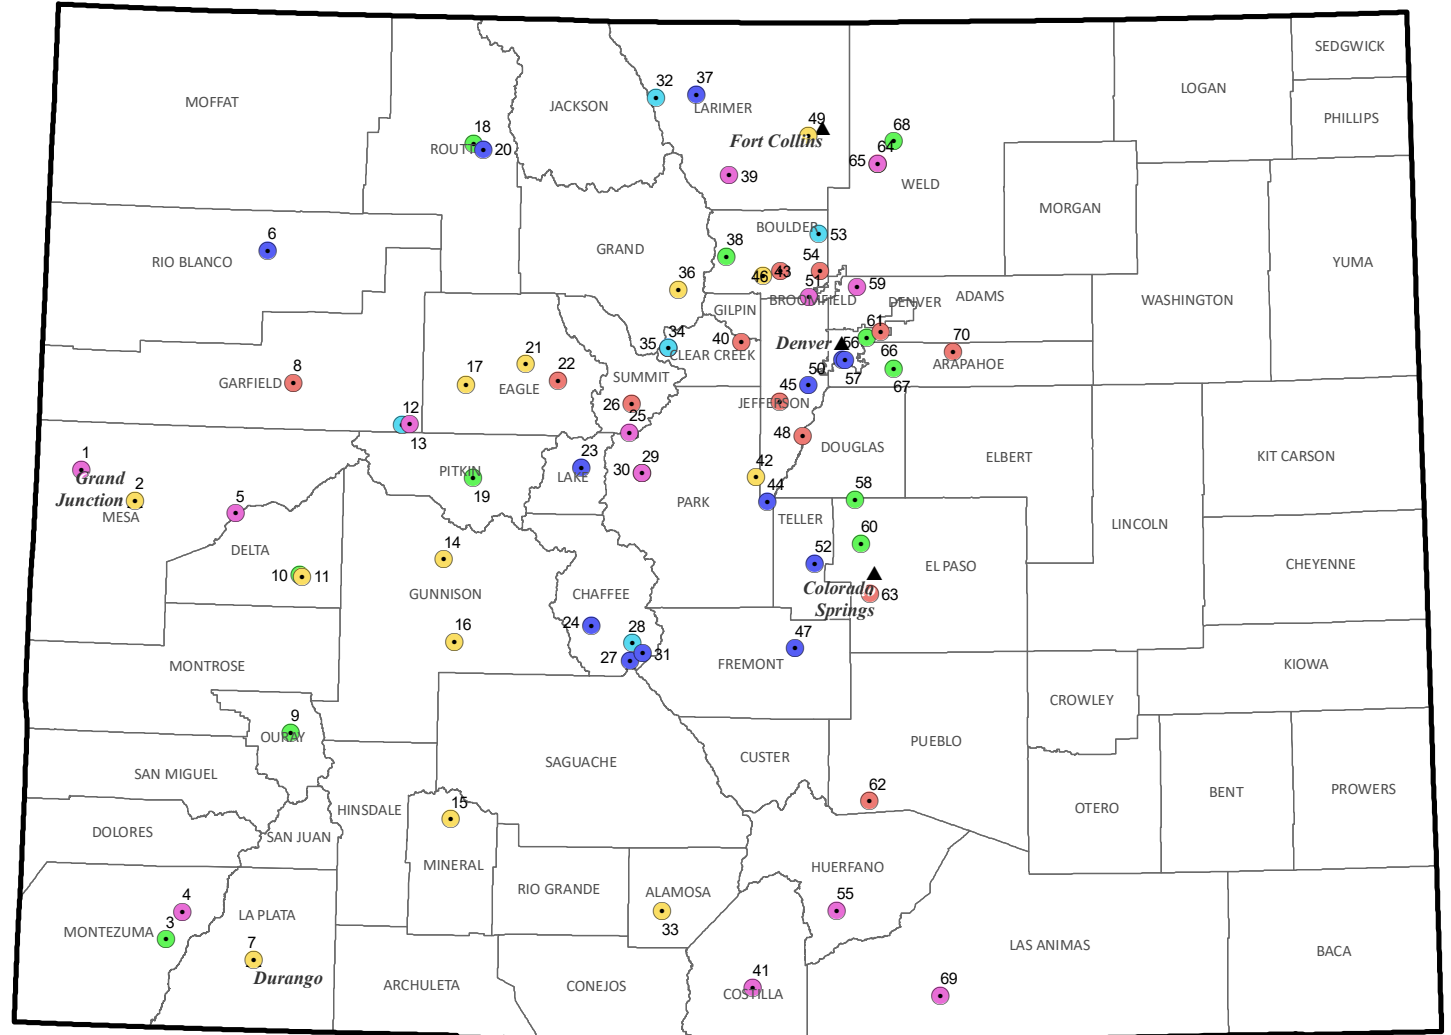 SEDGWICK
LOGAN
MOFFAT
JACKSON
32
37
LARIMER
PHILLIPS
49
Fort Collins
18
ROUTT
20
68
64
65
WELD
39
MORGAN
6
RIO BLANCO
GRAND
BOULDER
53
38
54
YUMA
46
43
36
51
BROOMFIELD
59
DENVER
ADAMS
WASHINGTON
GILPIN
34
35
CLEAR CREEK
40
Denver
56
61
57
66
67
70
ARAPAHOE
8
GARFIELD
17
21
22
EAGLE
SUMMIT
50
45
JEFFERSON
26
25
12
13
48
DOUGLAS
ELBERT
KIT CARSON
1
Grand
Junction
2
MESA
5
PITKIN
19
23
LAKE
29
30
PARK
42
44
58
TELLER
LINCOLN
60
14
DELTA
10
11
52
EL PASO
CHEYENNE
GUNNISON
CHAFFEE
Colorado
Springs
63
16
24
28
27
31
47
FREMONT
MONTROSE
KIOWA
CROWLEY
9
OURAY
SAN MIGUEL
SAGUACHE
CUSTER
PUEBLO
62
OTERO
BENT
PROWERS
HINSDALE
15
DOLORES
SAN JUAN
MINERAL
RIO GRANDE
ALAMOSA
33
HUERFANO
55
4
3
MONTEZUMA
LA PLATA
7
Durango
LAS ANIMAS
BACA
ARCHULETA
CONEJOS
41
COSTILLA
69